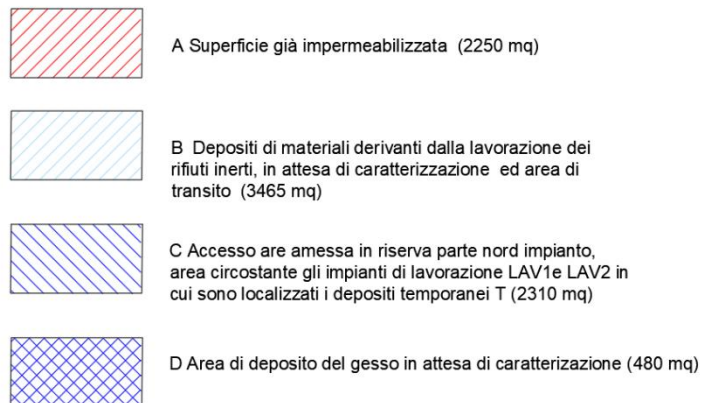 A Superficie già impermeabilizzata (2250 mq)
B Depositi di materiali derivanti dalla lavorazione dei
rifiuti inerti, in attesa di caratterizzazione ed area di
transito (3465 mq)
C Accesso are amessa in riserva parte nord impianto,
area circostante gli impianti di lavorazione LAV1e LAV2 in
cui sono localizzati i depositi temporanei T (2310 mq)
D Area di deposito del gesso in attesa di caratterizazione (480 mq)